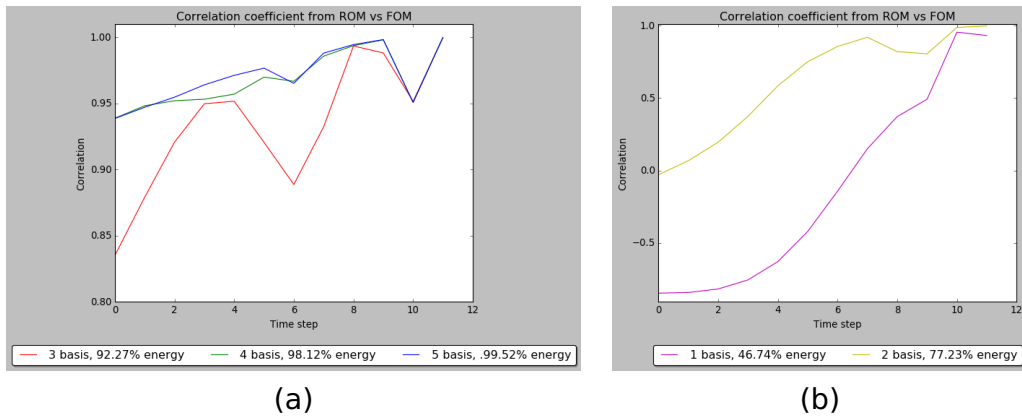 Correlation coefficient from ROM vs FOM
1.00
0.95
0.90
0.85
0.80
Correlation
0 2 4 6 8 10 12
Time step
3 basis, 92.27% energy 4 basis, 98.12% energy 5 basis, .99.52% energy
(a)
Correlation coefficient from ROM vs FOM
1.0
0.5
0.0
−0.5
Correlation
0 2 4 6 8 10 12
Time step
1 basis, 46.74% energy 2 basis, 77.23% energy
(b)